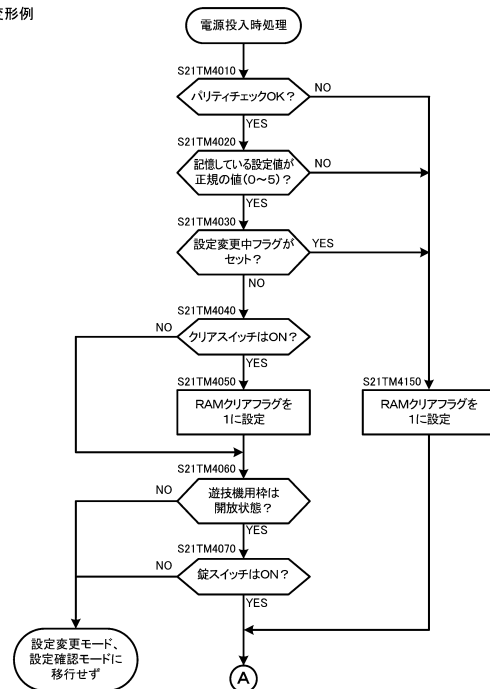 変形例
電源投入時処理
S21TM4010
パリティチェックOK?
NO
YES
S21TM4020
記憶している設定値が
正規の値(0~5)?
NO
YES
S21TM4030
設定変更中フラグが
セット?
YES
NO
S21TM4040
クリアスイッチはON?
NO
YES
S21TM4050
RAMクリアフラグを
1に設定
S21TM4150
RAMクリアフラグを
1に設定
S21TM4060
遊技機用枠は
開放状態?
NO
YES
S21TM4070
錠スイッチはON?
NO
YES
設定変更モード、
設定確認モードに
移行せず
A